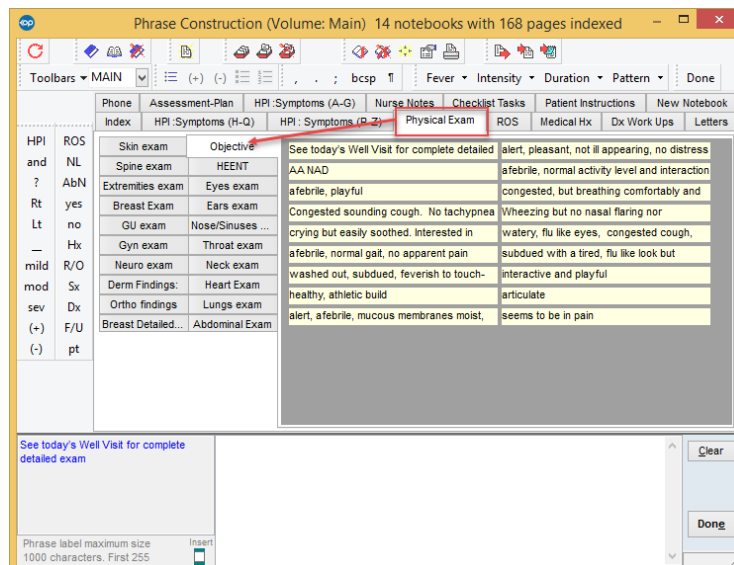 Phrase Construction (Volume: Main) 14 notebooks with 168 pages indexed
Toolbars MAIN (+) (-) , . ; bcsp ¶ Fever Intensity Duration Pattern Done
Phone Assessment-Plan HPI :Symptoms (A-G) Nurse Notes Checklist Tasks Patient Instructions New Notebook
Index HPI :Symptoms (H-Q) HPI : Symptoms (R-Z) Physical Exam ROS Medical Hx Dx Work Ups Letters
HPI ROS
and NL
? AbN
Rt yes
Lt no
__ Hx
mild R/O
mod Sx
sev Dx
(+) F/U
(-) pt
Skin exam Objective
Spine exam HEENT
Extremities exam Eyes exam
Breast Exam Ears exam
GU exam Nose/Sinuses ...
Gyn exam Throat exam
Neuro exam Neck exam
Derm Findings: Heart Exam
Ortho findings Lungs exam
Breast Detailed... Abdominal Exam
See today's Well Visit for complete detailed alert, pleasant, not ill appearing, no distress
AA NAD afebrile, normal activity level and interaction
afebrile, playful congested, but breathing comfortably and
Congested sounding cough. No tachypnea Wheezing but no nasal flaring nor
crying but easily soothed. Interested in watery, flu like eyes, congested cough,
afebrile, normal gait, no apparent pain subdued with a tired, flu like look but
washed out, subdued, feverish to touch- interactive and playful
healthy, athletic build articulate
alert, afebrile, mucous membranes moist, seems to be in pain
See today's Well Visit for complete
detailed exam
Clear
Done
Phrase label maximum size Insert
1000 characters. First 255